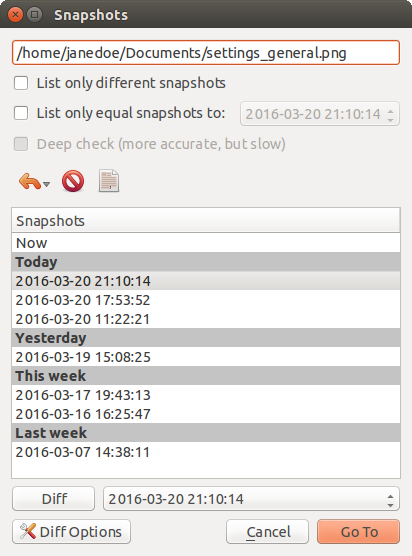 Snapshots
/home/janedoe/Documents/settings_general.png
List only different snapshots
List only equal snapshots to: 2016-03-20 21:10:14
Deep check (more accurate, but slow)
Snapshots
Now
Today
2016-03-20 21:10:14
2016-03-20 17:53:52
2016-03-20 11:22:21
Yesterday
2016-03-19 15:08:25
This week
2016-03-17 19:43:13
2016-03-16 16:25:47
Last week
2016-03-07 14:38:11
Diff 2016-03-20 21:10:14
Diff Options Cancel Go To